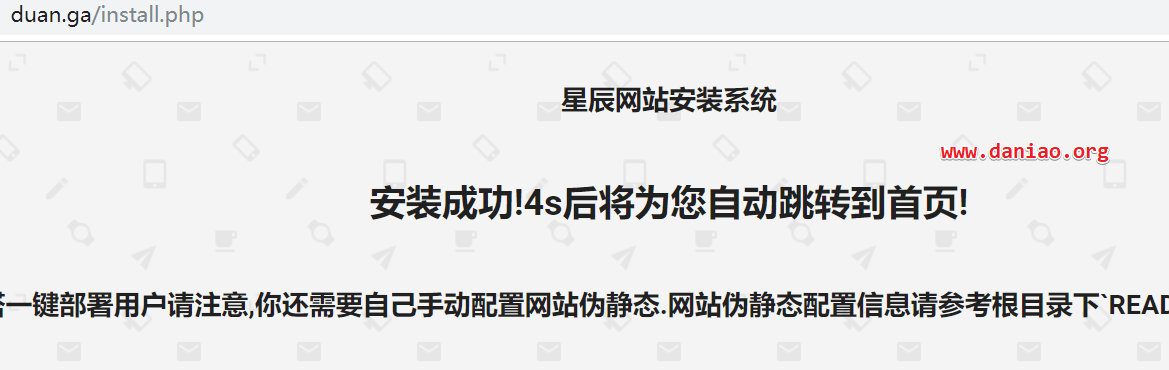 duan.ga/install.php
星辰网站安装系统
www.daniao.org
安装成功!4s后将为您自动跳转到首页!
一键部署用户请注意,你还需要自己手动配置网站伪静态.网站伪静态配置信息请参考根目录下`READ